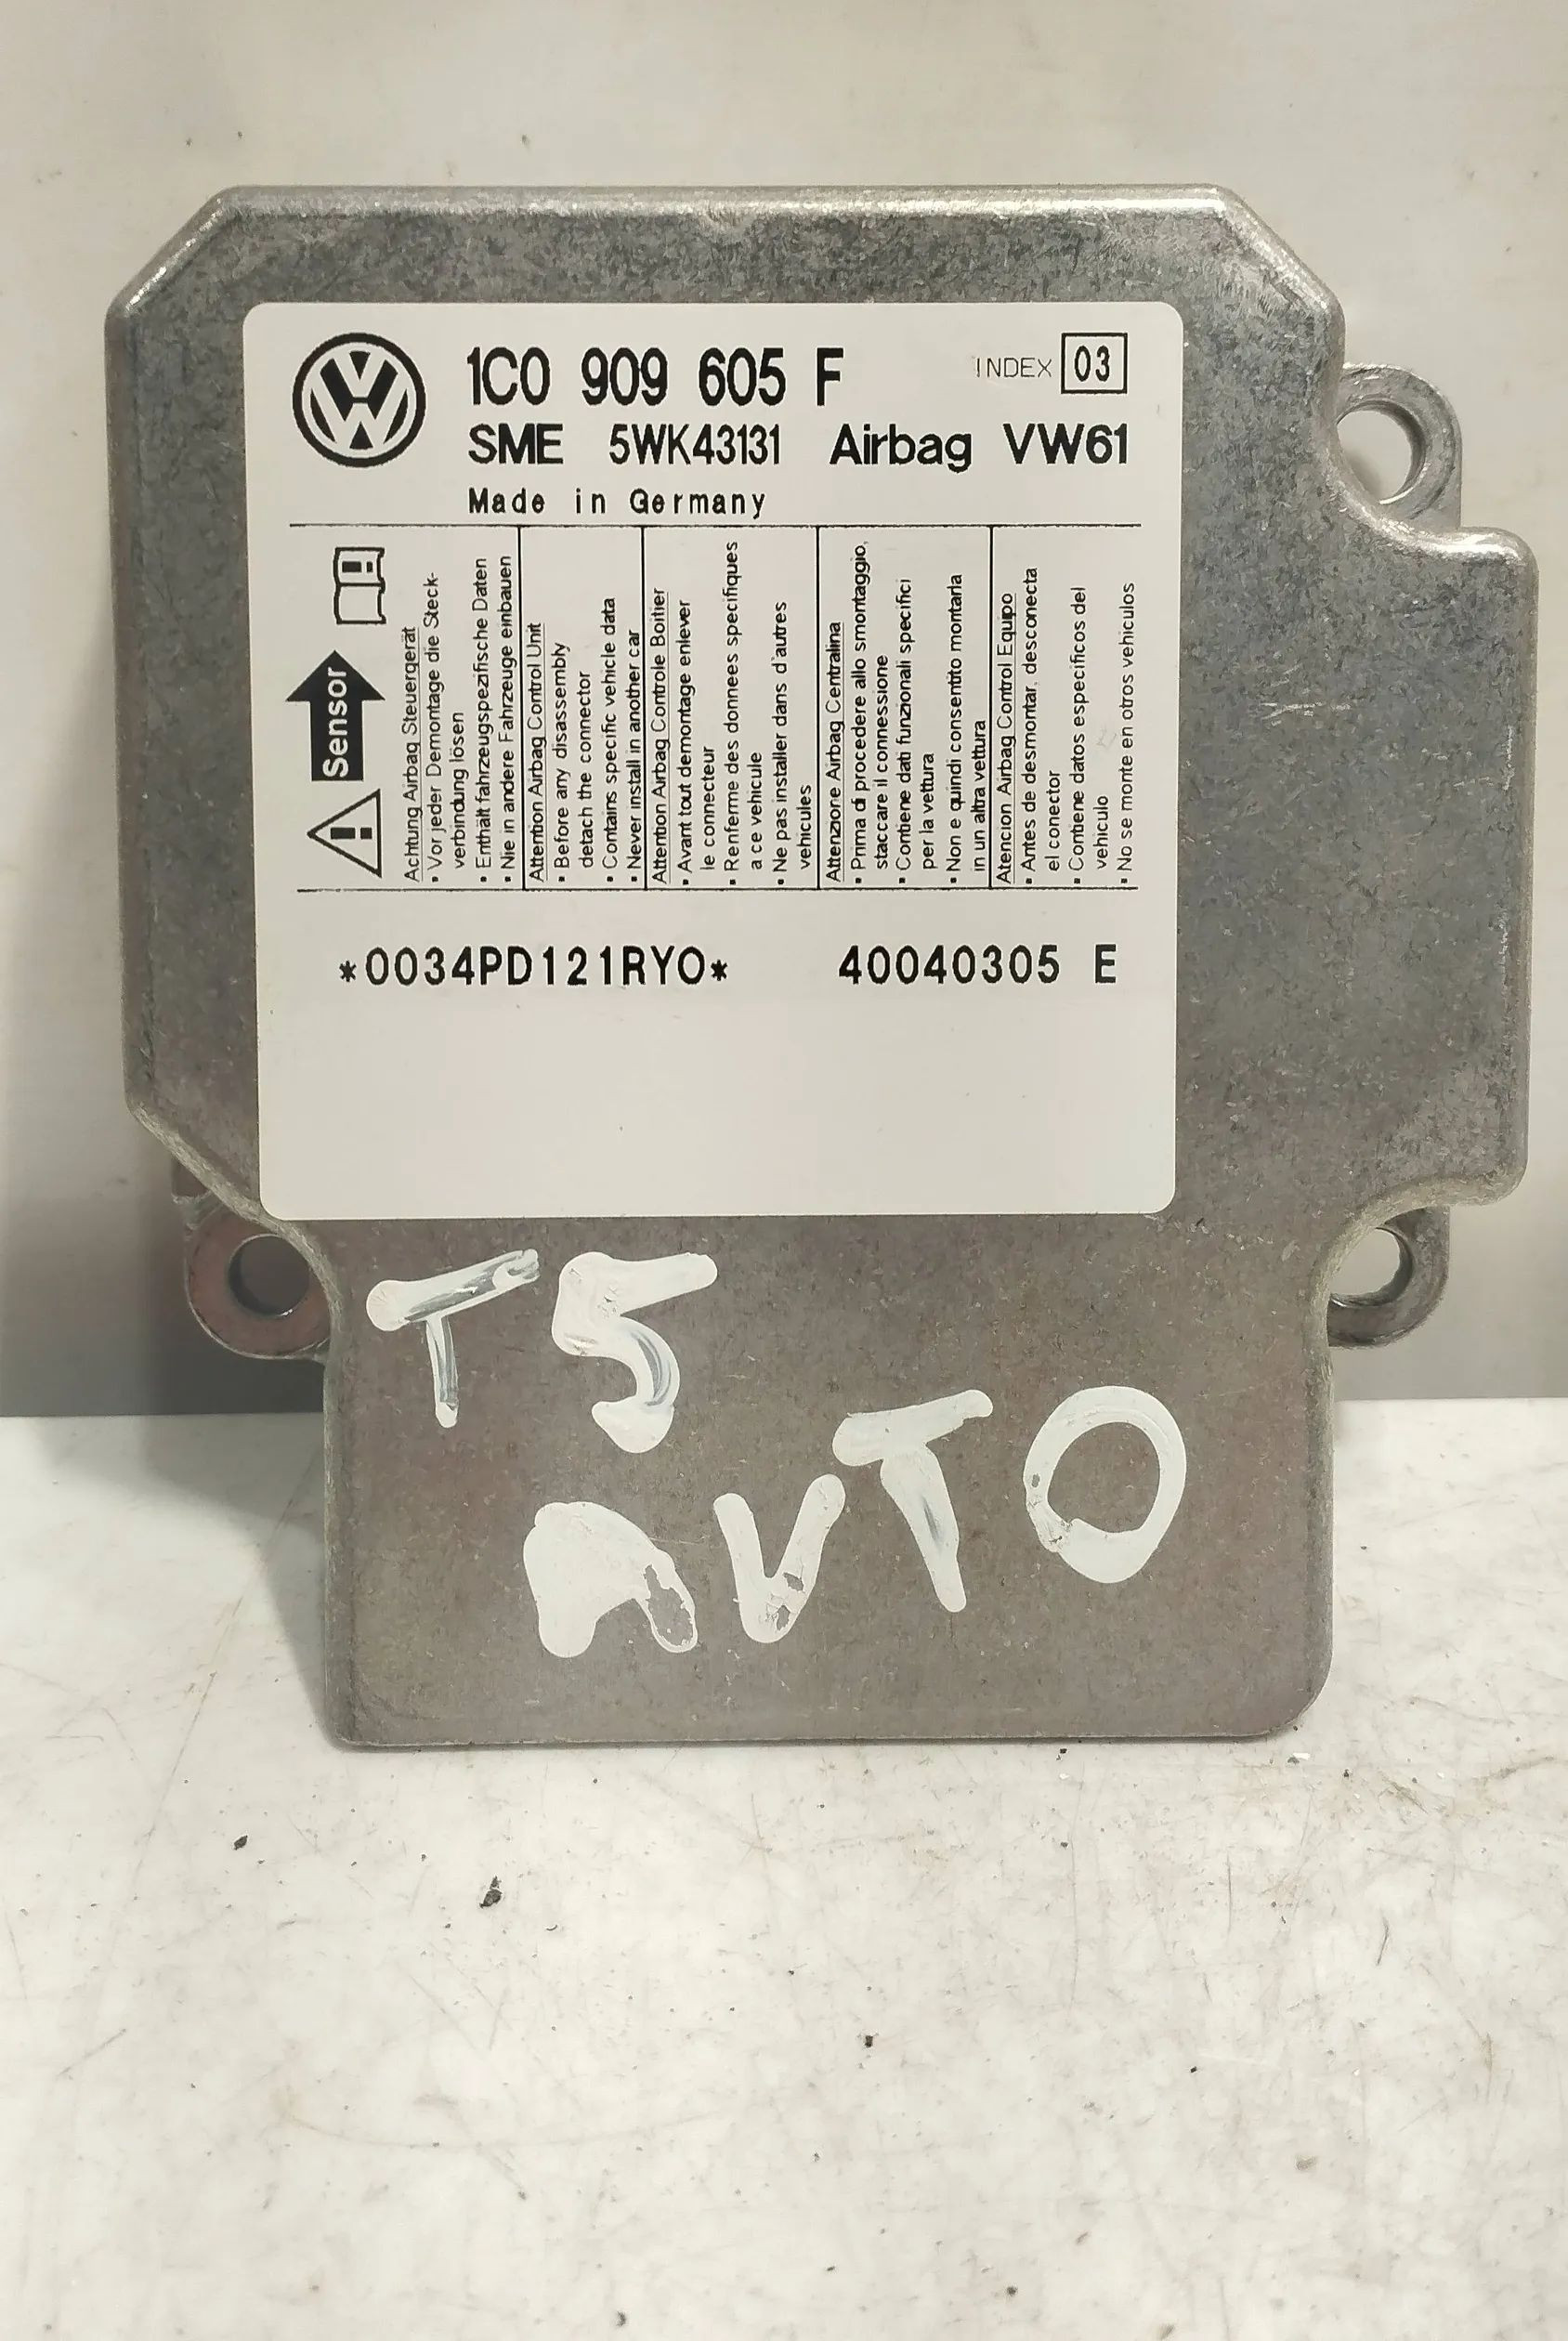 1C0 909 605 F INDEX 03
SME 5WK43131 Airbag VW61
Made in Germany
Sensor
Achtung Airbag Steuergerät
• Vor jeder Demontage die Steck-
verbindung lösen
• Enthält fahrzeugspezifische Daten
• Nie in andere Fahrzeuge einbauen
Attention Airbag Control Unit
• Before any disassembly
detach the connector
• Contains specific vehicle data
• Never install in another car
Attention Airbag Controle Boitier
• Avant tout demontage enlever
le connecteur
• Renferme des donnees specifiques
a ce vehicule
• Ne pas installer dans d'autres
vehicules
Attenzione Airbag Centralina
• Prima di procedere allo smontaggio,
staccare il connessione
• Contiene dati funzionali specifici
per la vettura
• Non e quindi consentito montarla
in un altra vettura
Atencion Airbag Control Equipo
• Antes de desmontar, desconecta
el conector
• Contiene datos especificos del
vehiculo
• No se monte en otros vehiculos
*0034PD121RYO* 40040305 E
T5
AVTO